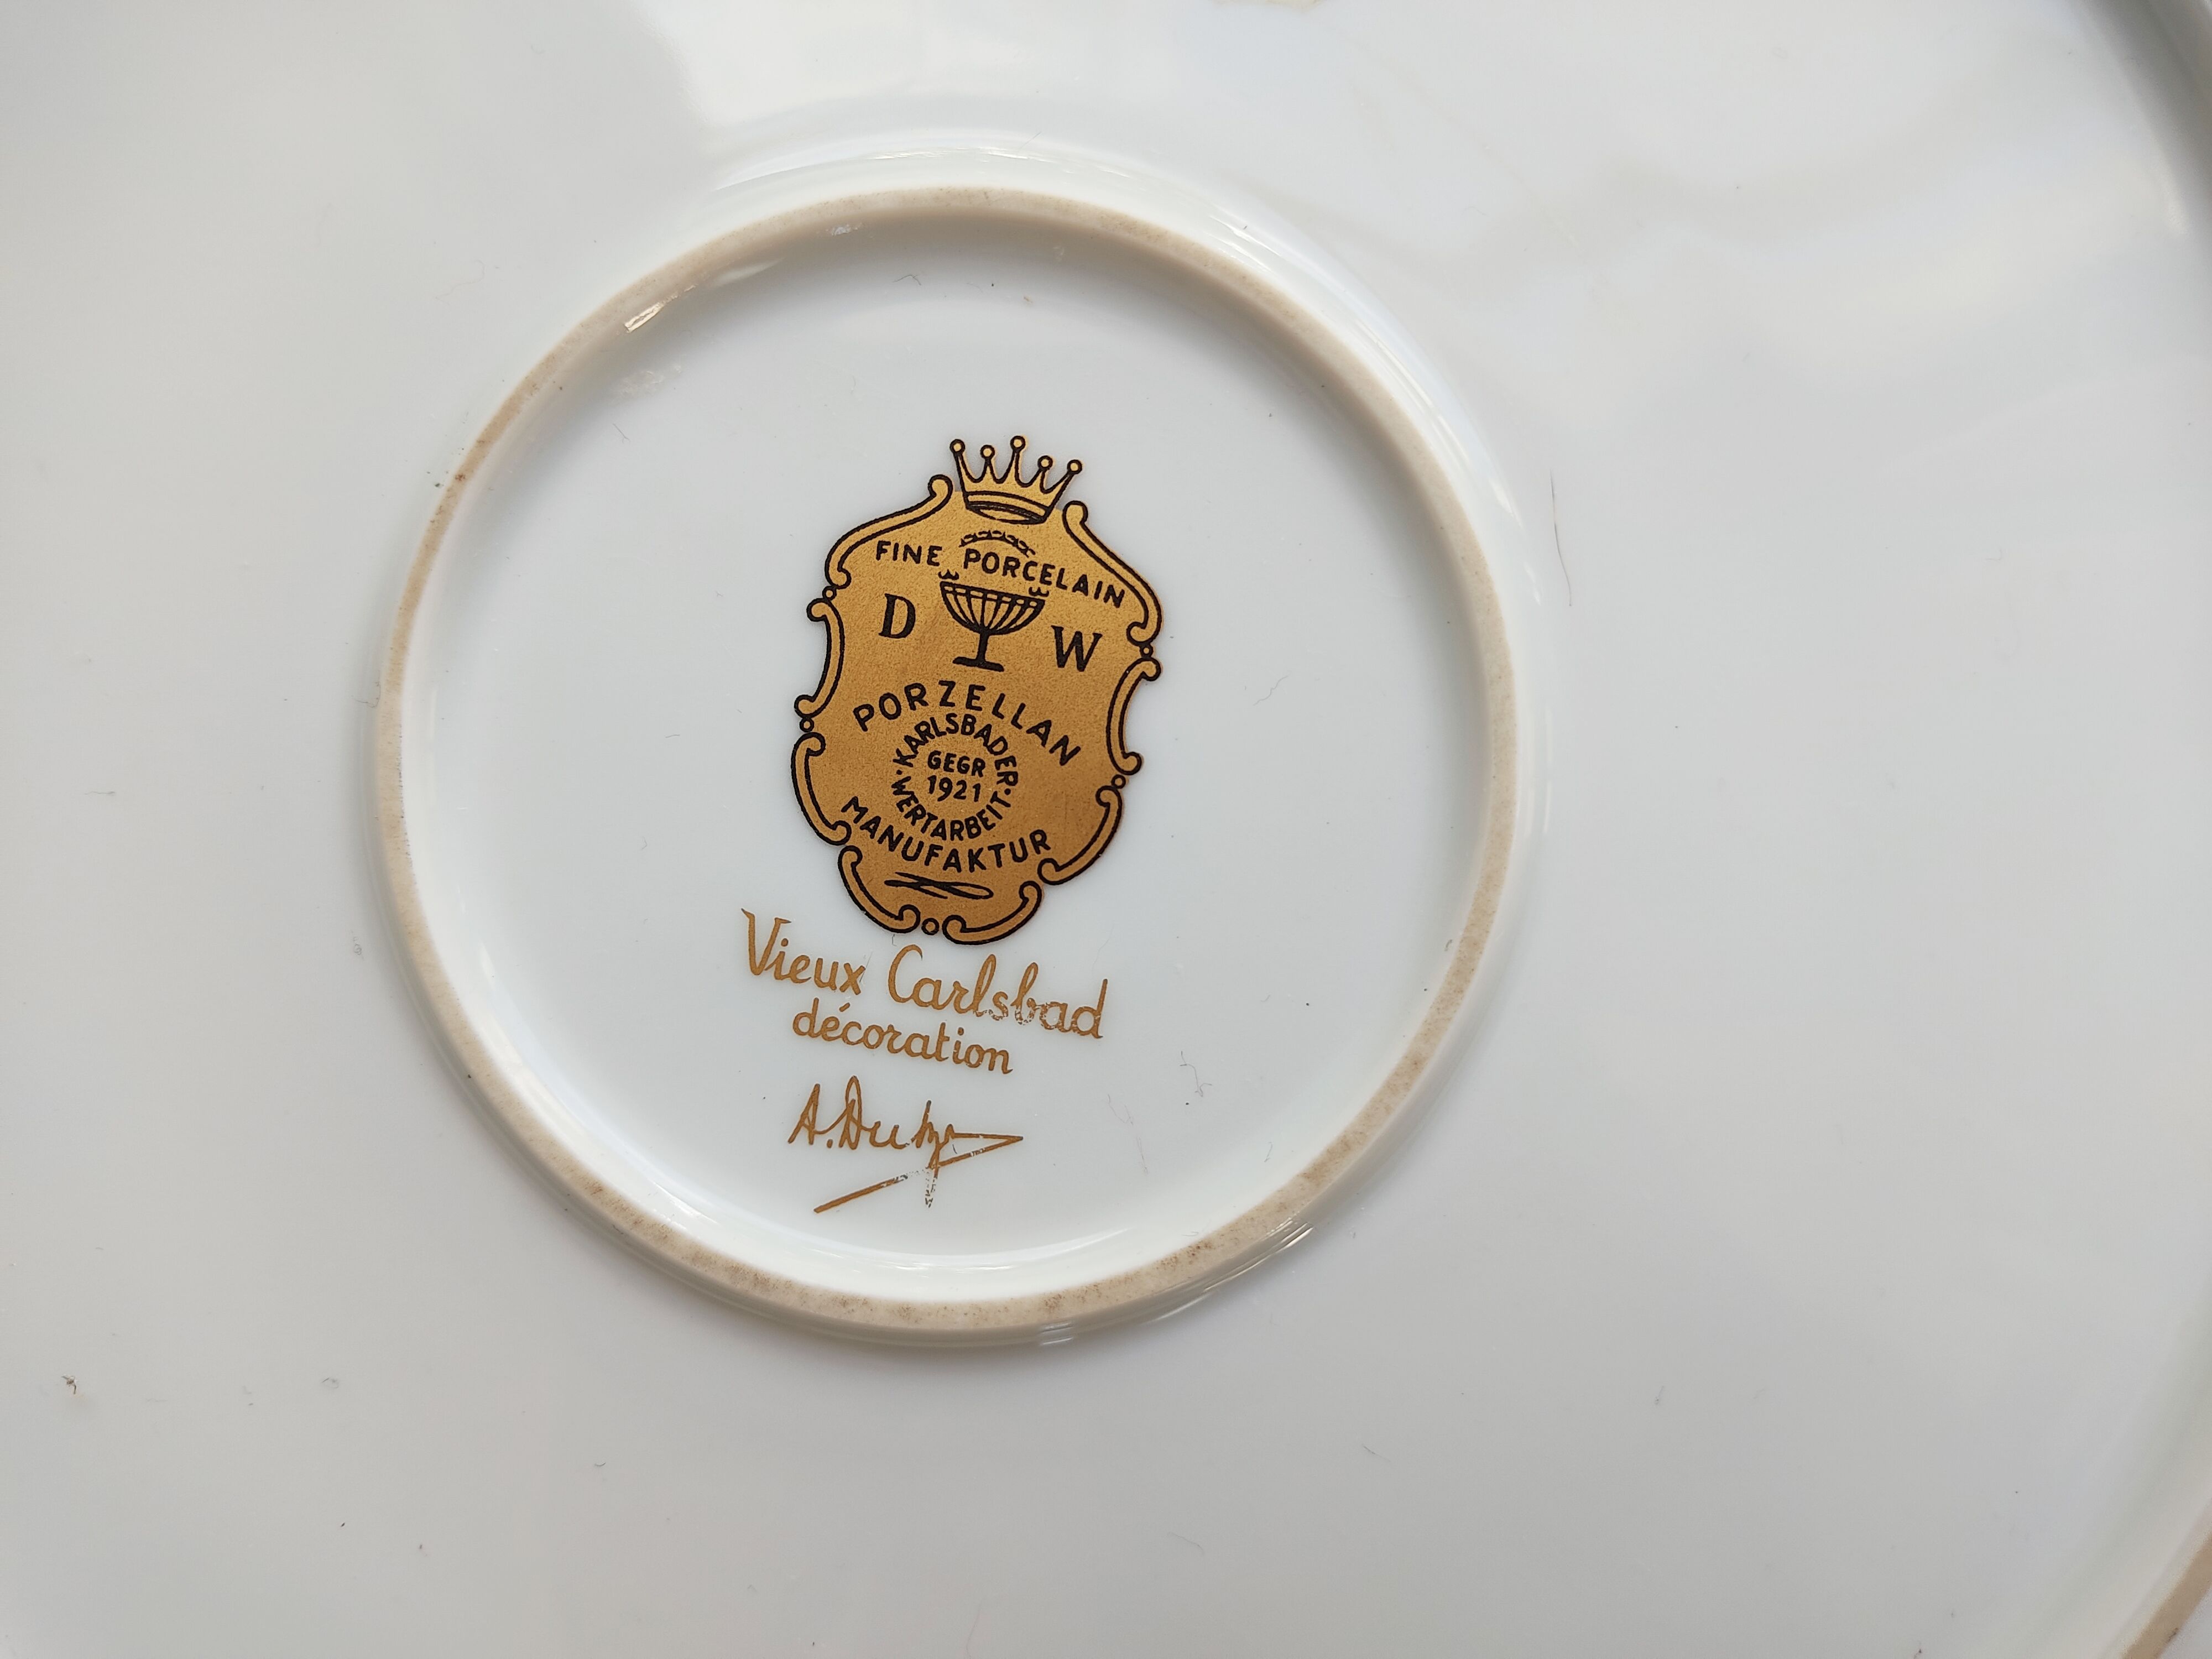 FINE PORCELAIN
D W
PORZELLAN
KARLSBADER
GEGR
1921
·WERTARBEIT·
MANUFAKTUR
Vieux Carlsbad
décoration
A.